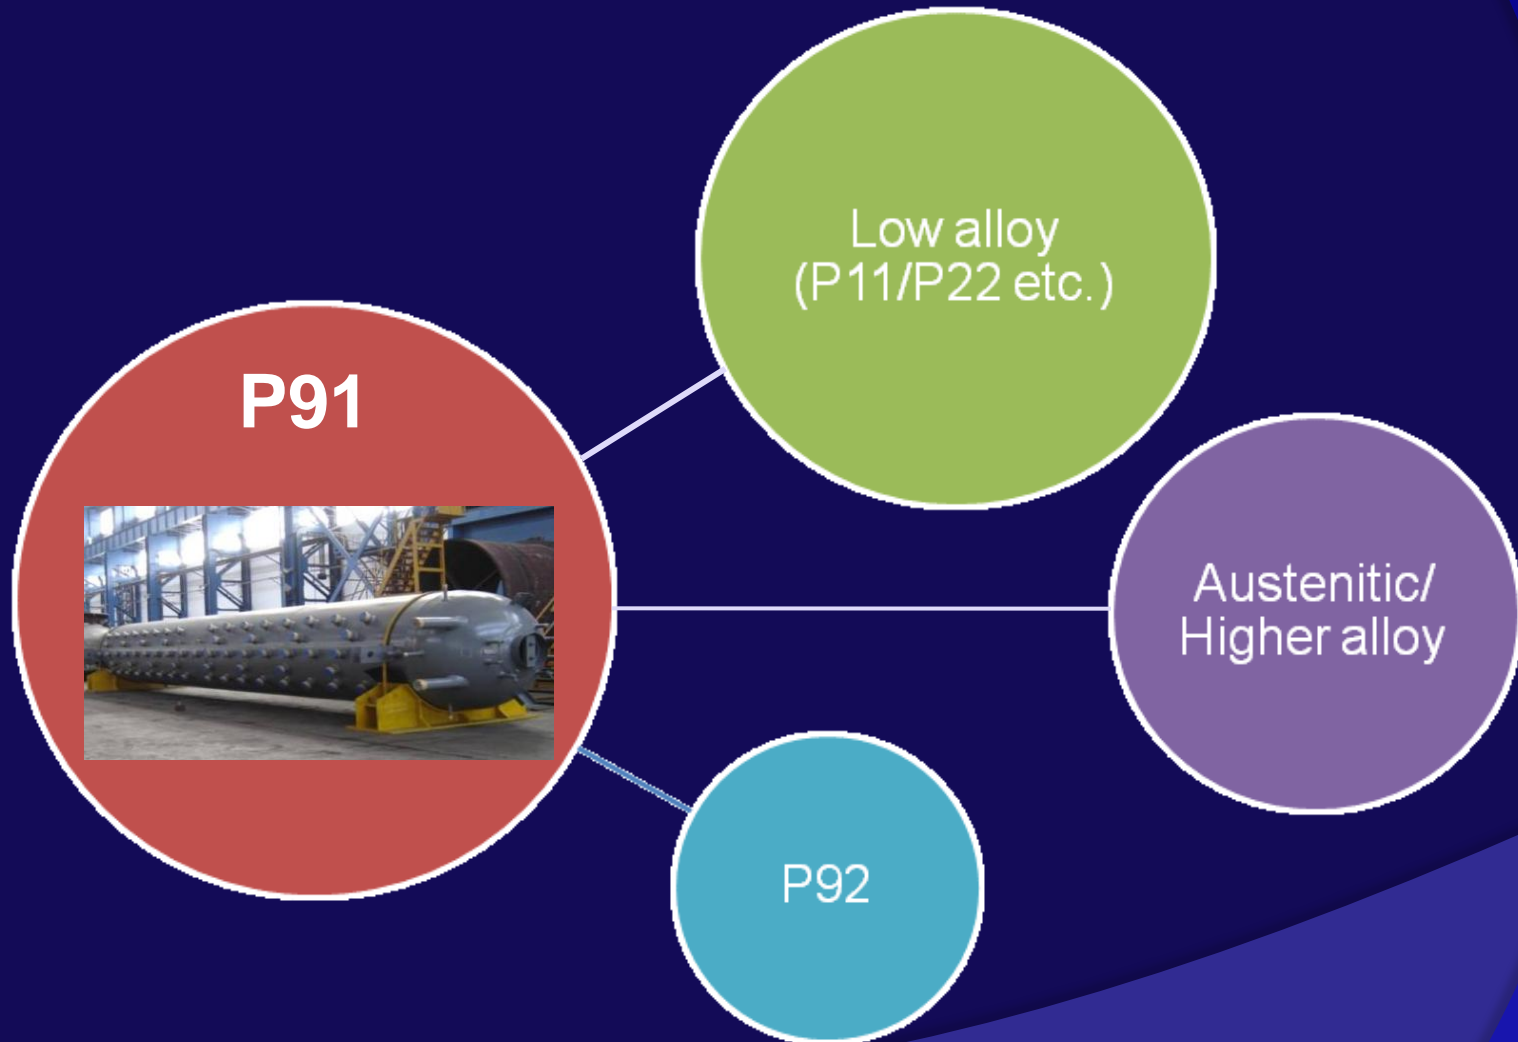 P91
Low alloy
(P11/P22 etc.)
Austenitic/
Higher alloy
P92